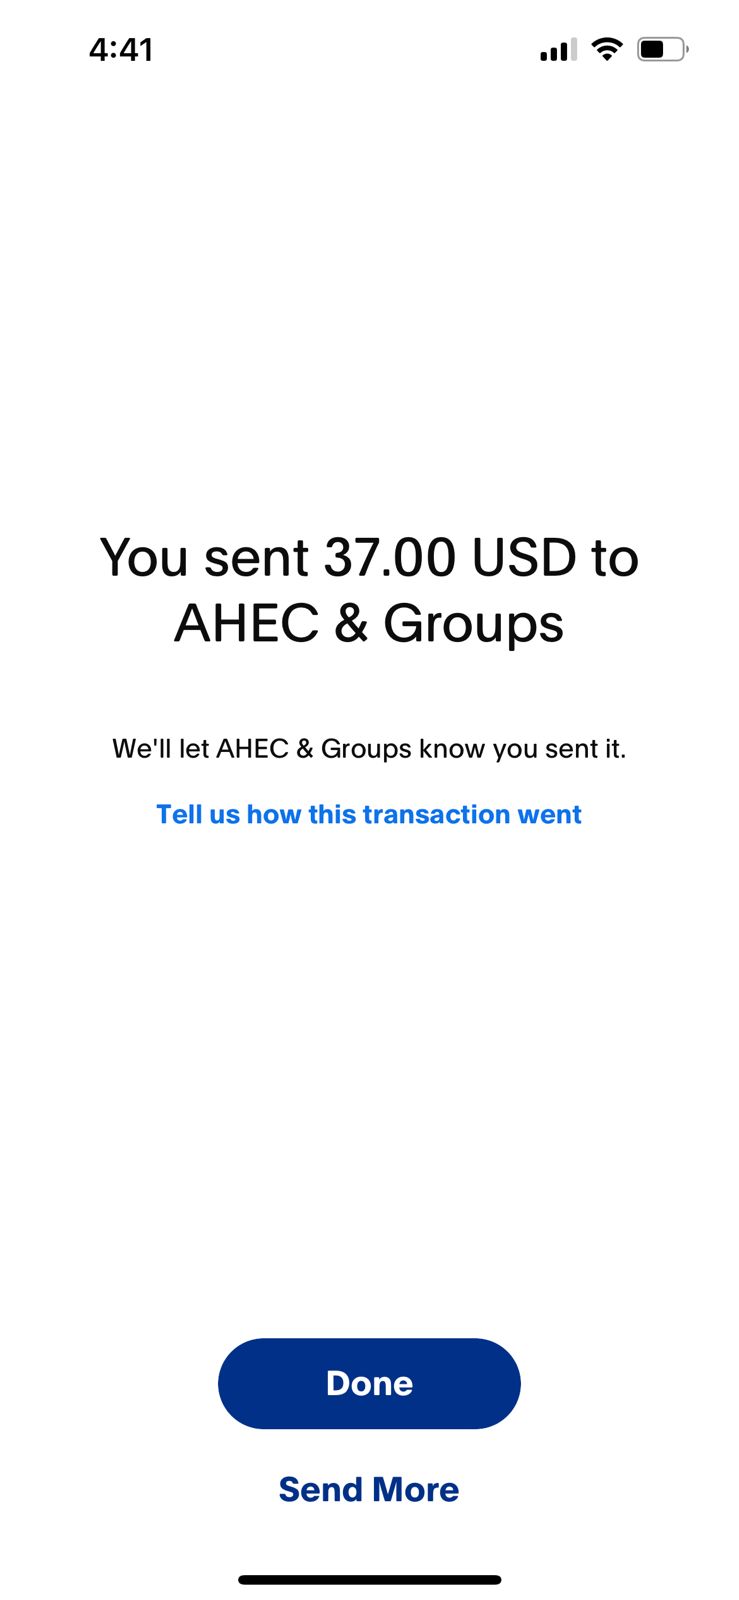 4:41
You sent 37.00 USD to
AHEC & Groups
We'll let AHEC & Groups know you sent it.
Tell us how this transaction went
Done
Send More